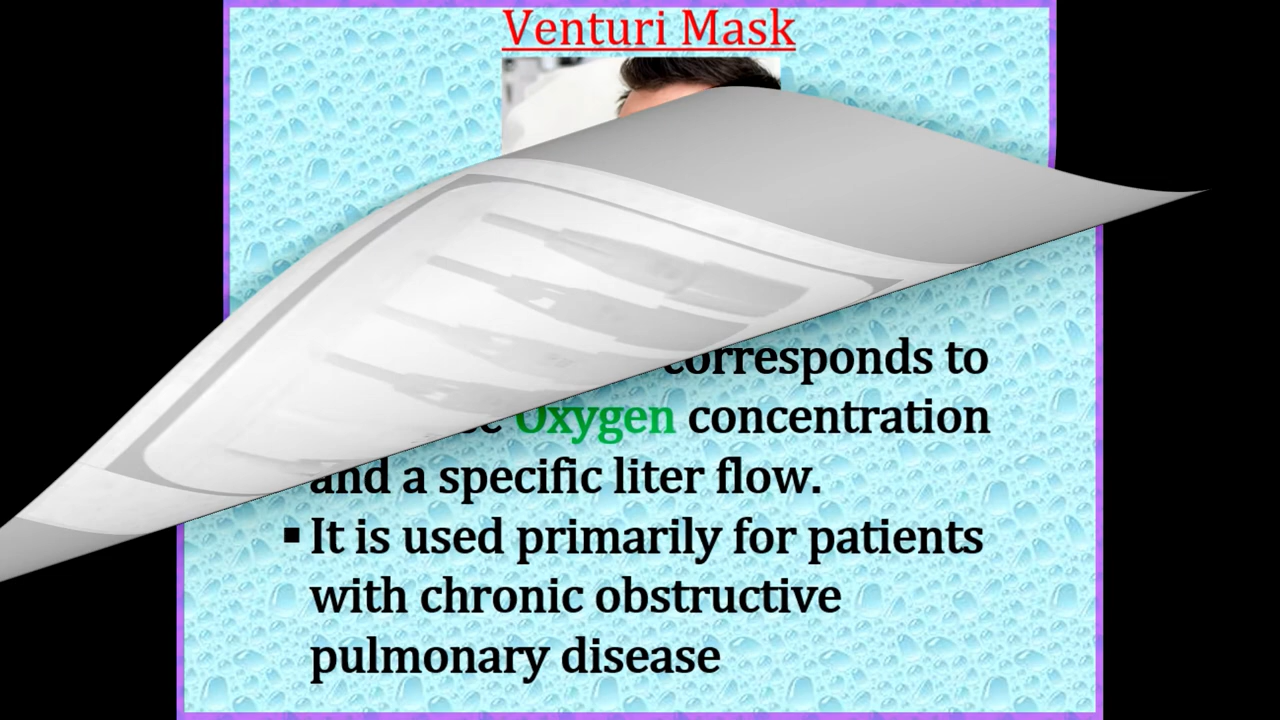 Venturi Mask
corresponds to
Oxygen concentration
and a specific liter flow.
▪ It is used primarily for patients
with chronic obstructive
pulmonary disease